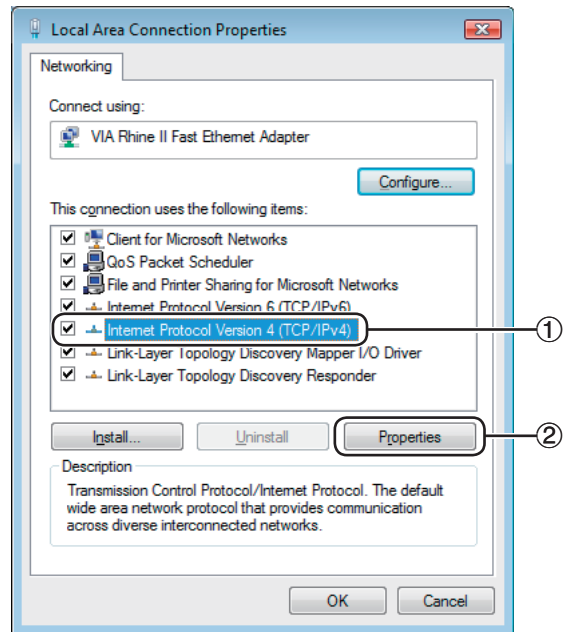 Local Area Connection Properties
Networking
Connect using:
VIA Rhine II Fast Ethernet Adapter
Configure...
This connection uses the following items:
Client for Microsoft Networks
QoS Packet Scheduler
File and Printer Sharing for Microsoft Networks
Internet Protocol Version 6 (TCP/IPv6)
Internet Protocol Version 4 (TCP/IPv4) ①
Link-Layer Topology Discovery Mapper I/O Driver
Link-Layer Topology Discovery Responder
Install... Uninstall Properties ②
Description
Transmission Control Protocol/Internet Protocol. The default
wide area network protocol that provides communication
across diverse interconnected networks.
OK Cancel